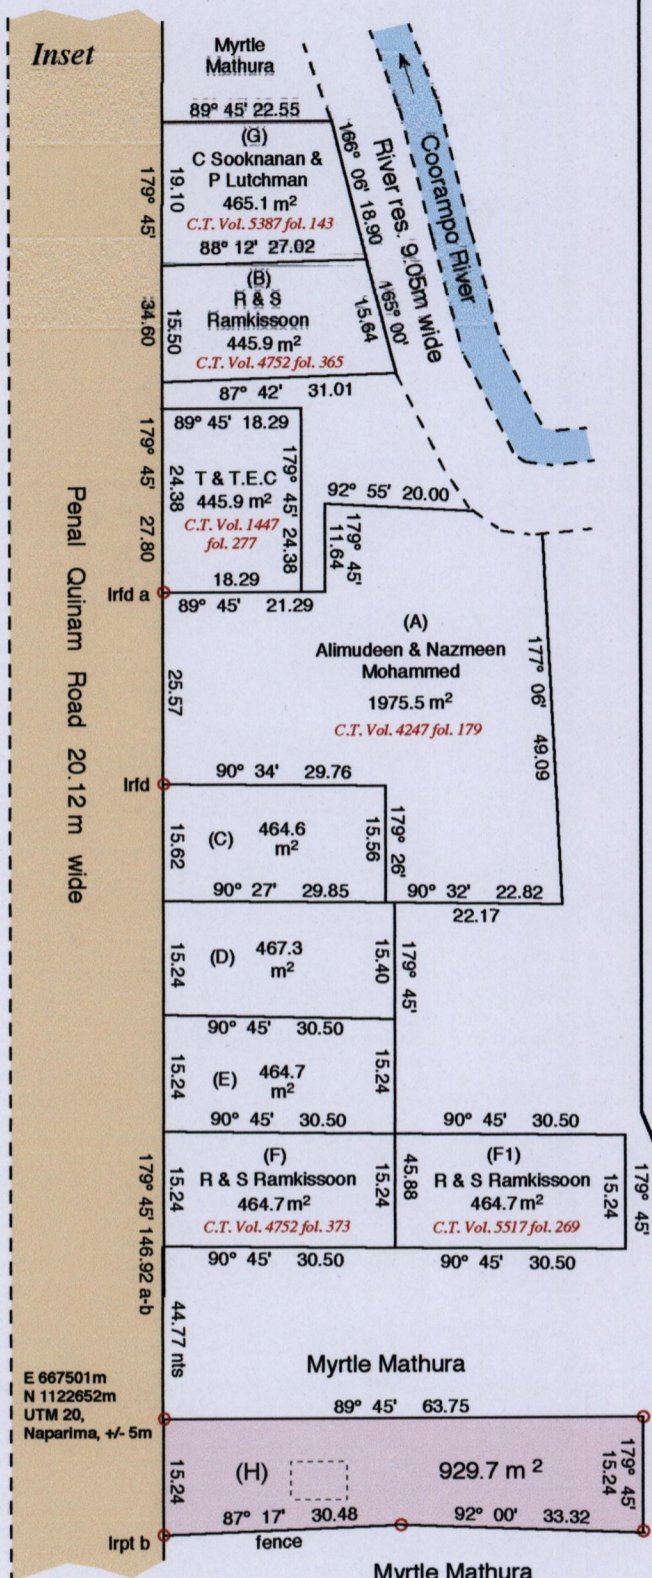 Inset
Myrtle
Mathura
89° 45' 22.55
(G)
C Sooknanan &
P Lutchman
465.1 m²
C.T. Vol. 5387 fol. 143
88° 12' 27.02
179° 45'
19.10
166° 06' 18.90
River res. 9.05m wide
Coorampo River
(B)
R & S
Ramkissoon
445.9 m²
C.T. Vol. 4752 fol. 365
87° 42' 31.01
34.60
15.50
165° 00'
15.64
89° 45' 18.29
T & T.E.C
445.9 m²
C.T. Vol. 1447
fol. 277
18.29
179° 45' 27.80
24.38
179° 45' 24.38
92° 55' 20.00
179° 45'
11.64
Irfd a
89° 45' 21.29
Penal Quinam Road 20.12 m wide
(A)
Alimudeen & Nazmeen
Mohammed
1975.5 m²
C.T. Vol. 4247 fol. 179
177° 06' 49.09
25.57
Irfd
90° 34' 29.76
15.62
(C)
464.6
m²
15.56
179° 26'
90° 27' 29.85
90° 32' 22.82
22.17
15.24
(D)
467.3
m²
15.40
179° 45'
90° 45' 30.50
15.24
(E)
464.7
m²
15.24
90° 45' 30.50
90° 45' 30.50
179° 45' 146.92 a-b
15.24
(F)
R & S Ramkissoon
464.7m²
C.T. Vol. 4752 fol. 373
15.24
45.88
(F1)
R & S Ramkissoon
464.7m²
C.T. Vol. 5517 fol. 269
15.24
179° 45'
90° 45' 30.50
90° 45' 30.50
44.77 nts
Myrtle Mathura
E 667501m
N 1122652m
UTM 20,
Naparima, +/- 5m
89° 45' 63.75
15.24
(H)
929.7 m ²
179° 45'
15.24
87° 17' 30.48
92° 00' 33.32
Irpt b
fence
Myrtle Mathura